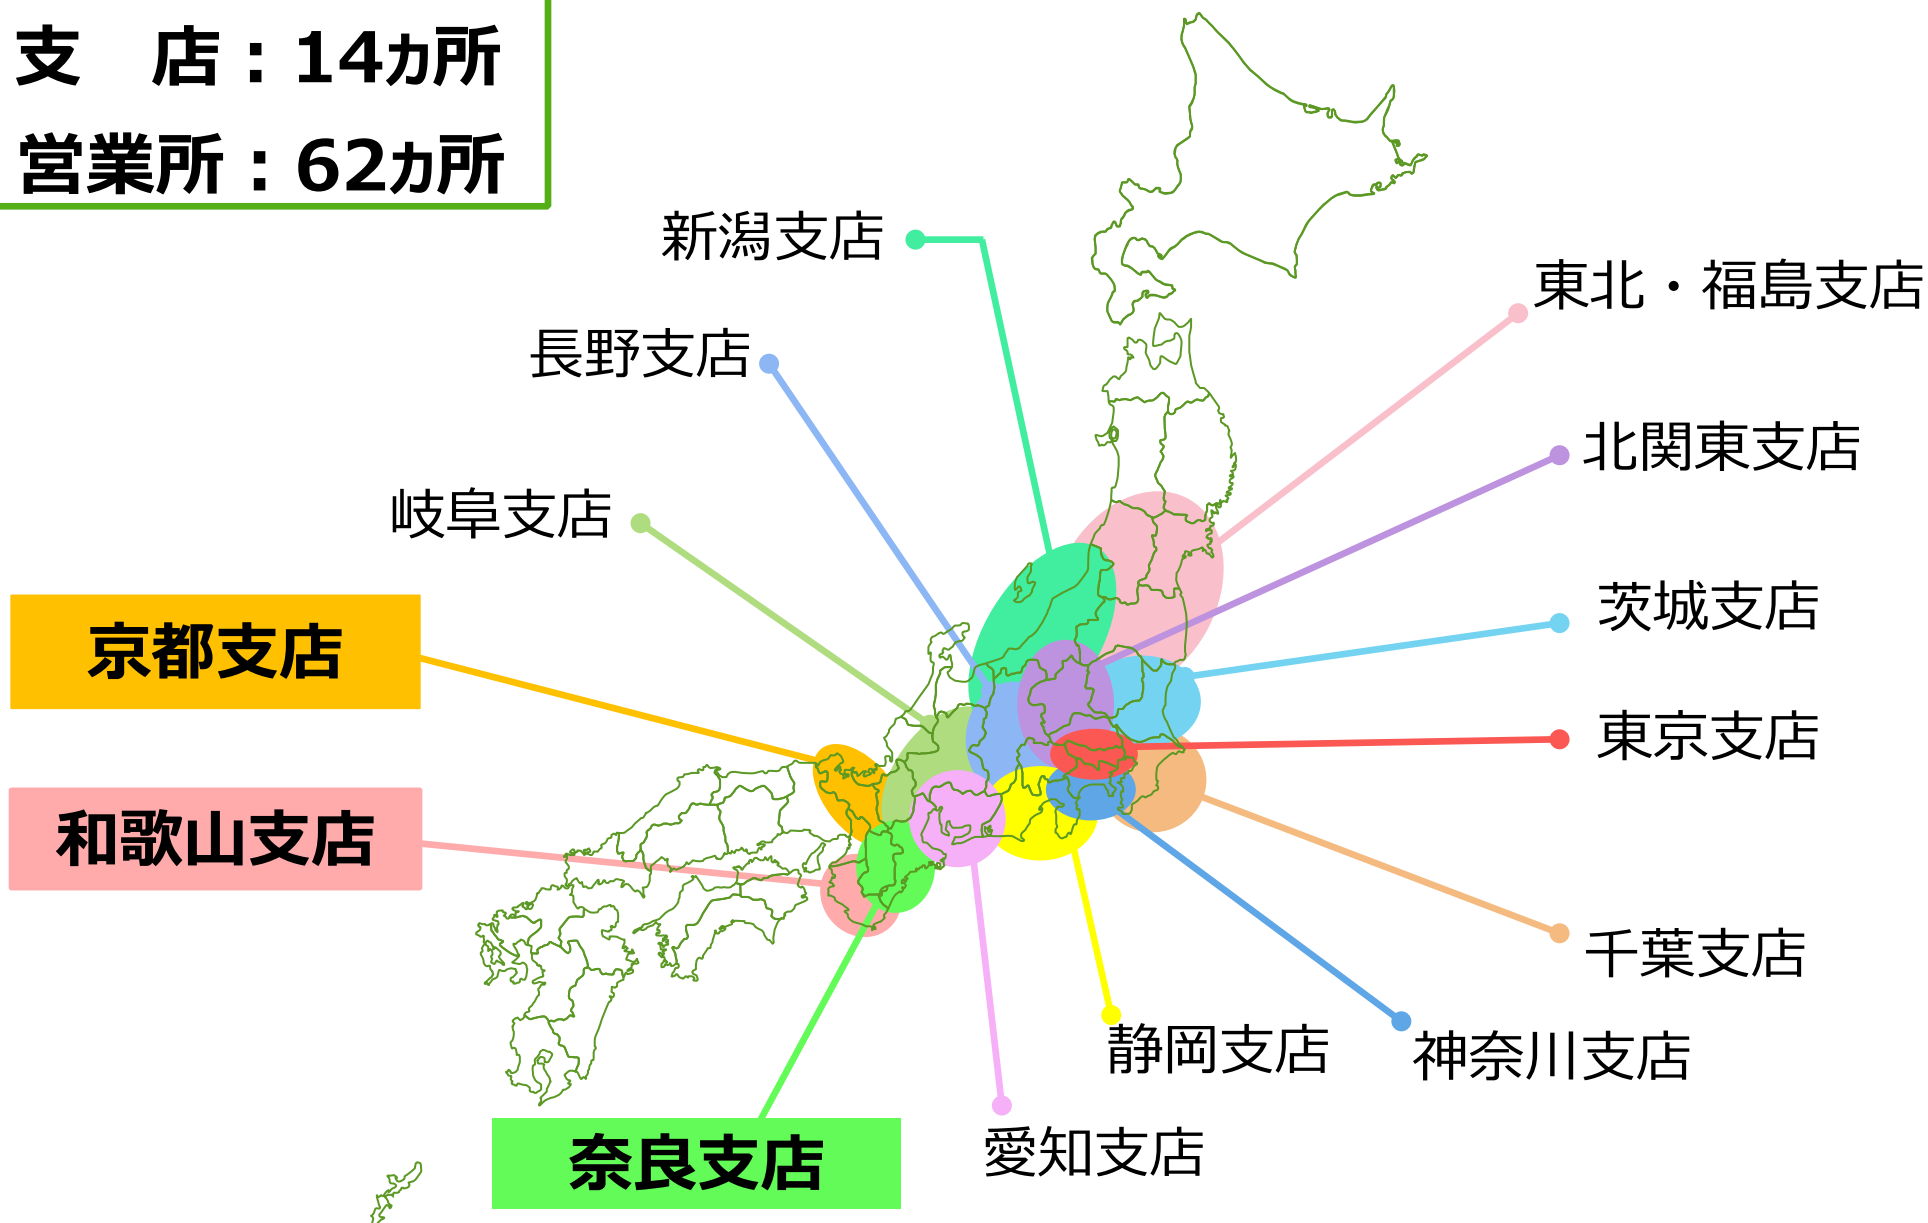 支　店：14ヵ所
営業所：62ヵ所
新潟支店
東北・福島支店
長野支店
北関東支店
岐阜支店
茨城支店
京都支店
東京支店
和歌山支店
千葉支店
静岡支店
神奈川支店
愛知支店
奈良支店